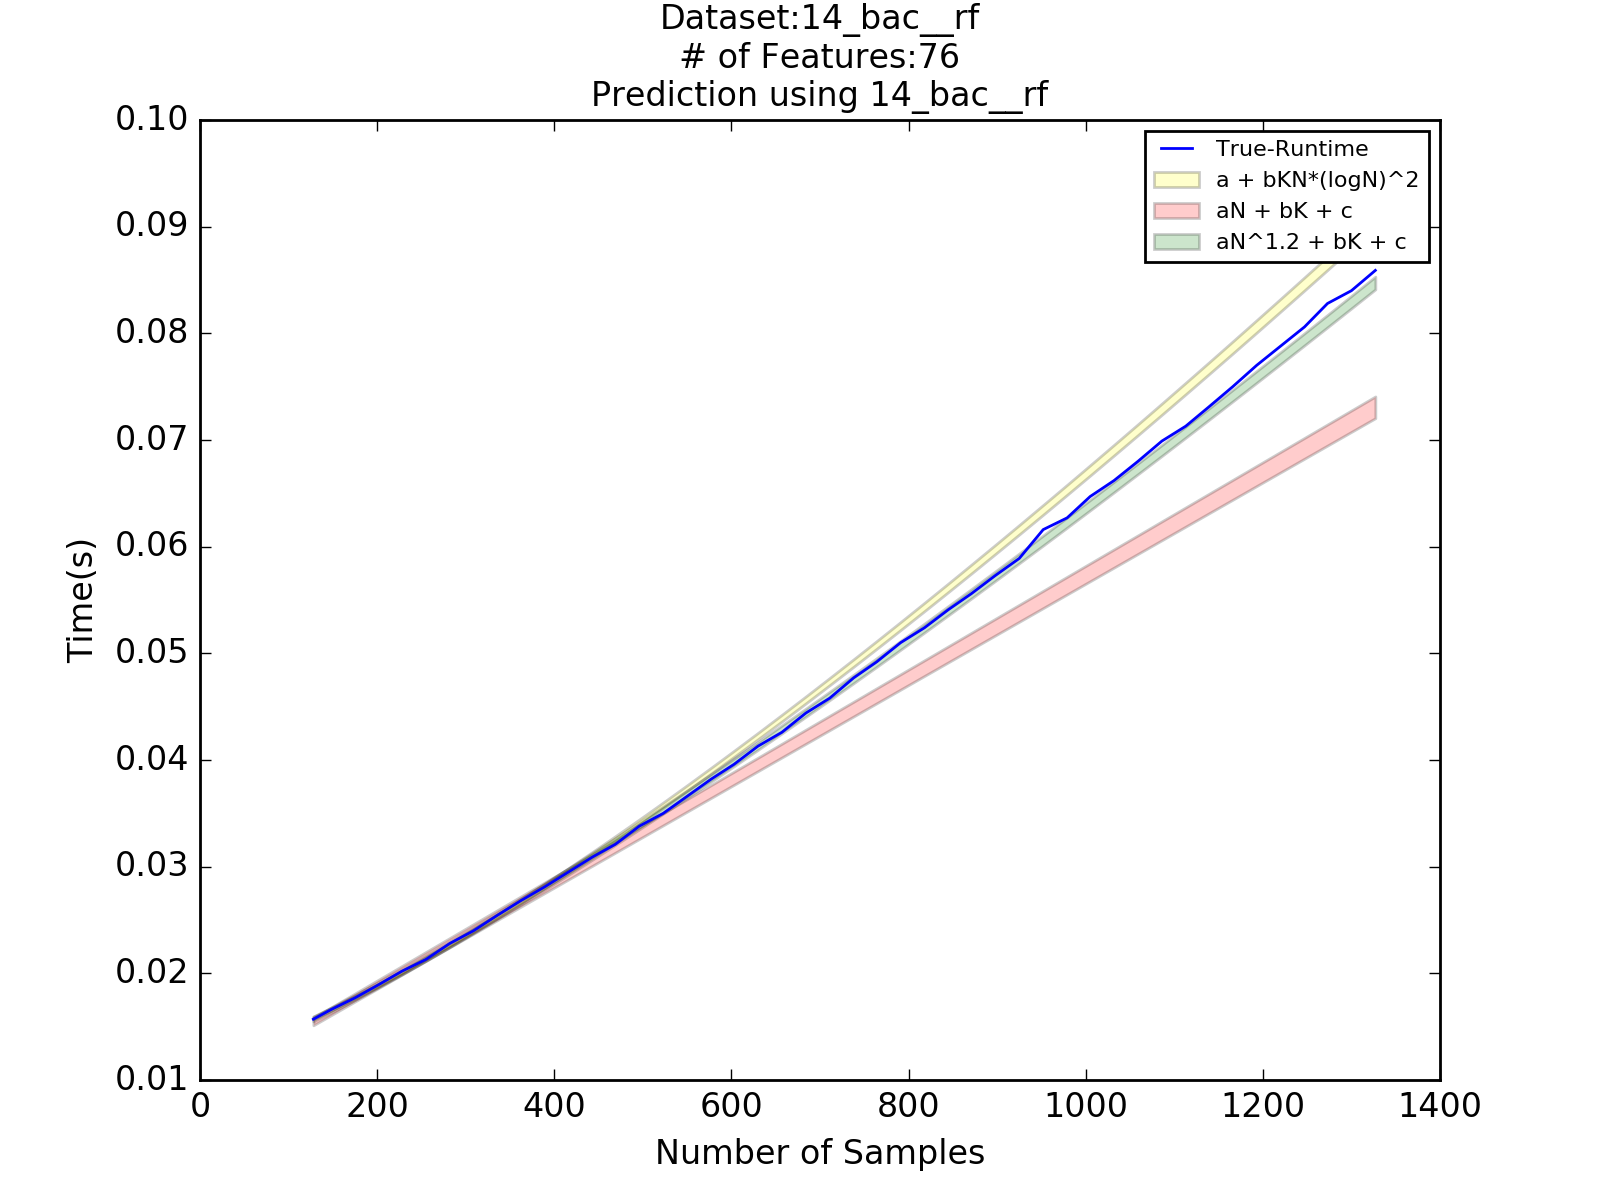 Dataset:14_bac__rf
# of Features:76
Prediction using 14_bac__rf
True-Runtime
a + bKN*(logN)^2
aN + bK + c
aN^1.2 + bK + c
0.10
0.09
0.08
0.07
0.06
0.05
0.04
0.03
0.02
0.01
Time(s)
0 200 400 600 800 1000 1200 1400
Number of Samples